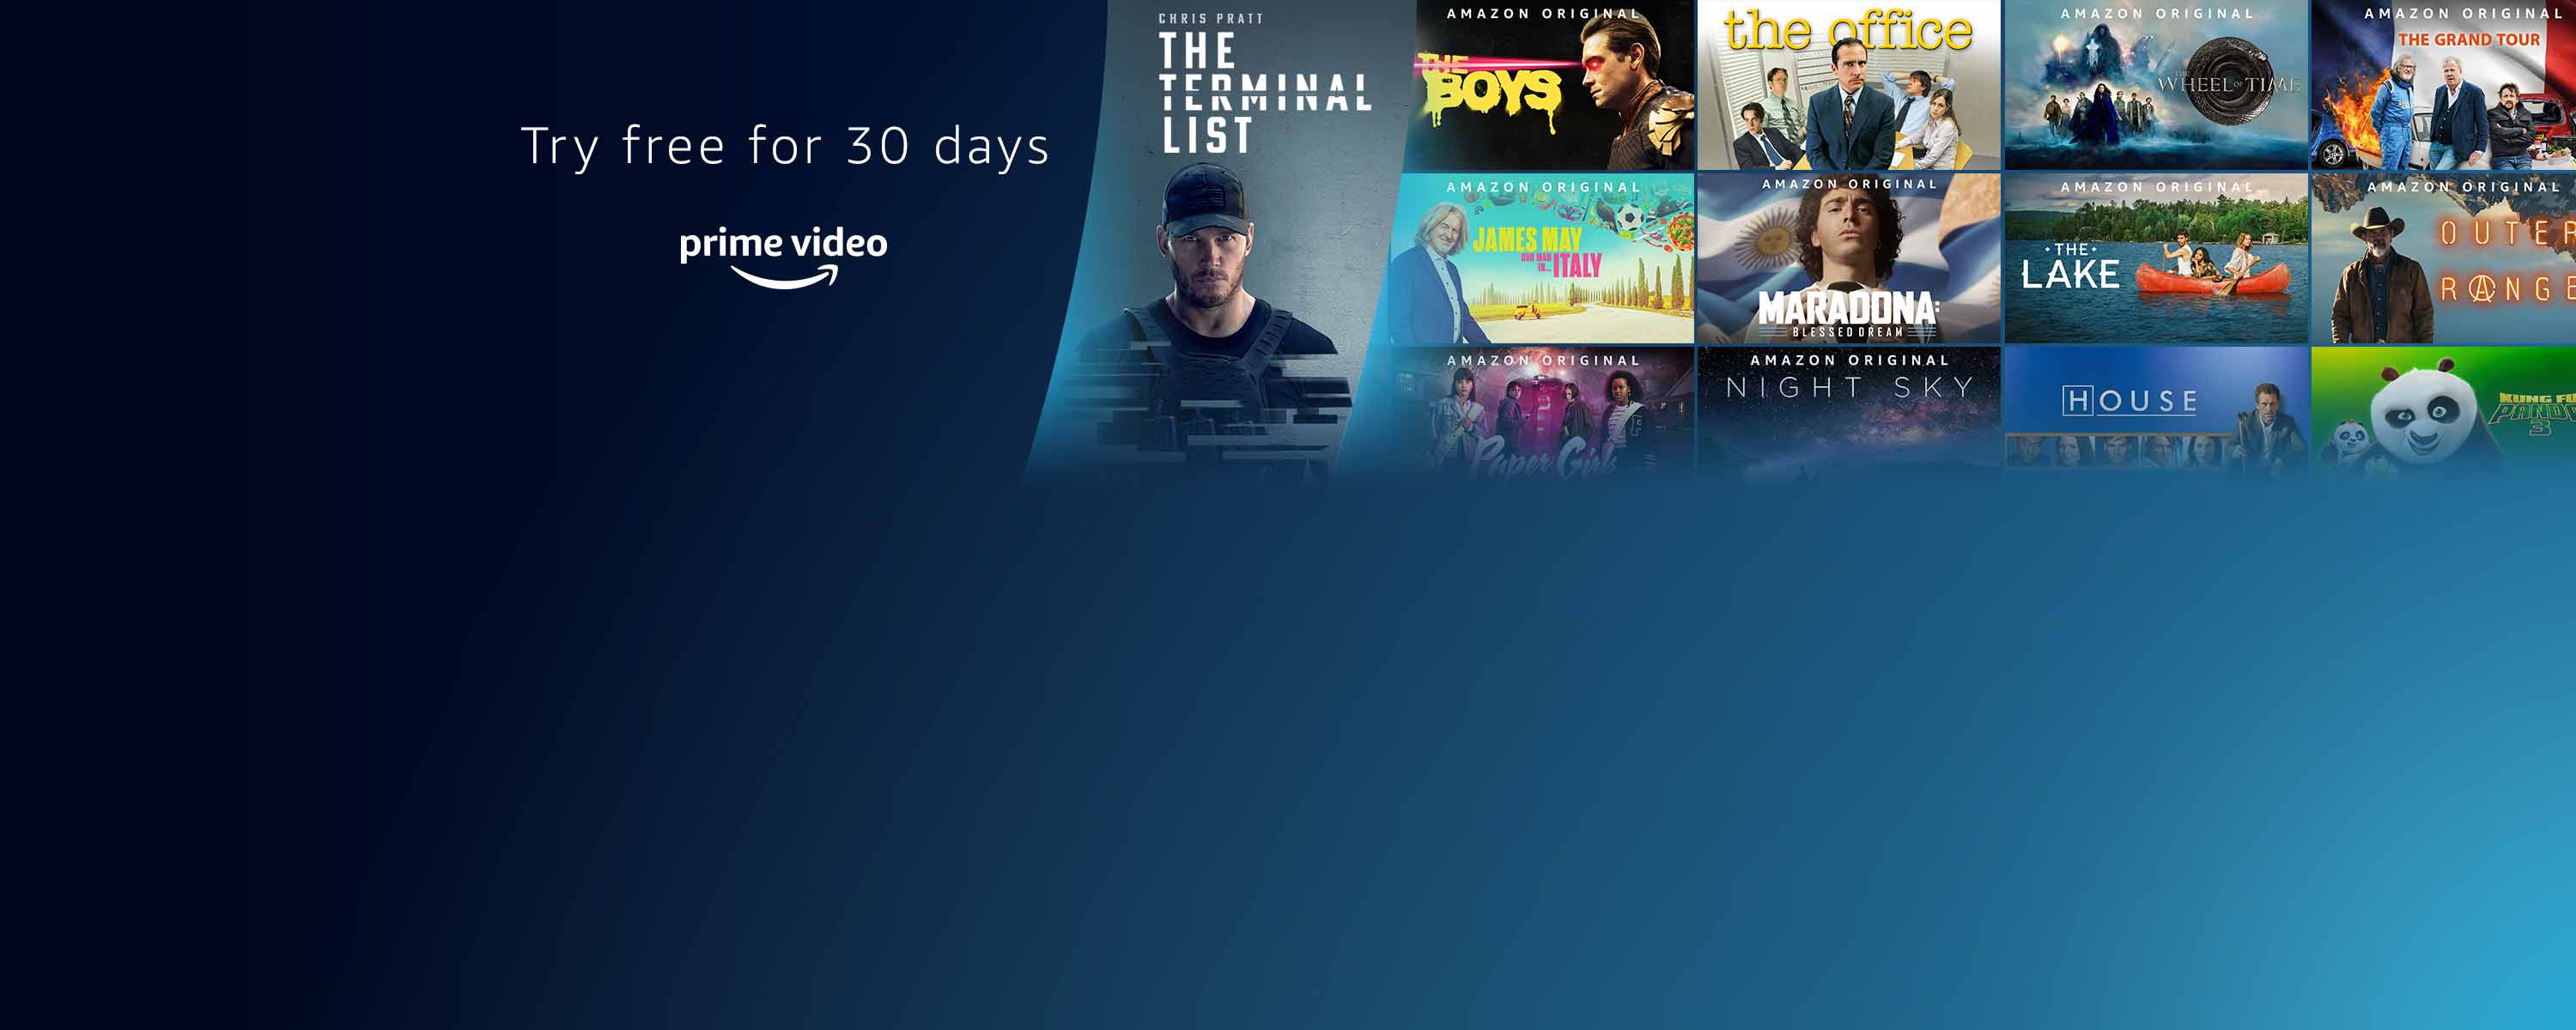 Try free for 30 days
prime video
CHRIS PRATT
THE
TERMINAL
LIST
AMAZON ORIGINAL
THE
BOYS
the office
AMAZON ORIGINAL
THE
WHEEL OF TIME
AMAZON ORIGINAL
THE GRAND TOUR
AMAZON ORIGINAL
JAMES MAY
OUR MAN
IN... ITALY
AMAZON ORIGINAL
MARADONA:
BLESSED DREAM
AMAZON ORIGINAL
THE
LAKE
AMAZON ORIGINAL
OUTER
RANGE
AMAZON ORIGINAL
Paper Girls
AMAZON ORIGINAL
NIGHT SKY
HOUSE
KUNG FU
PANDA
3